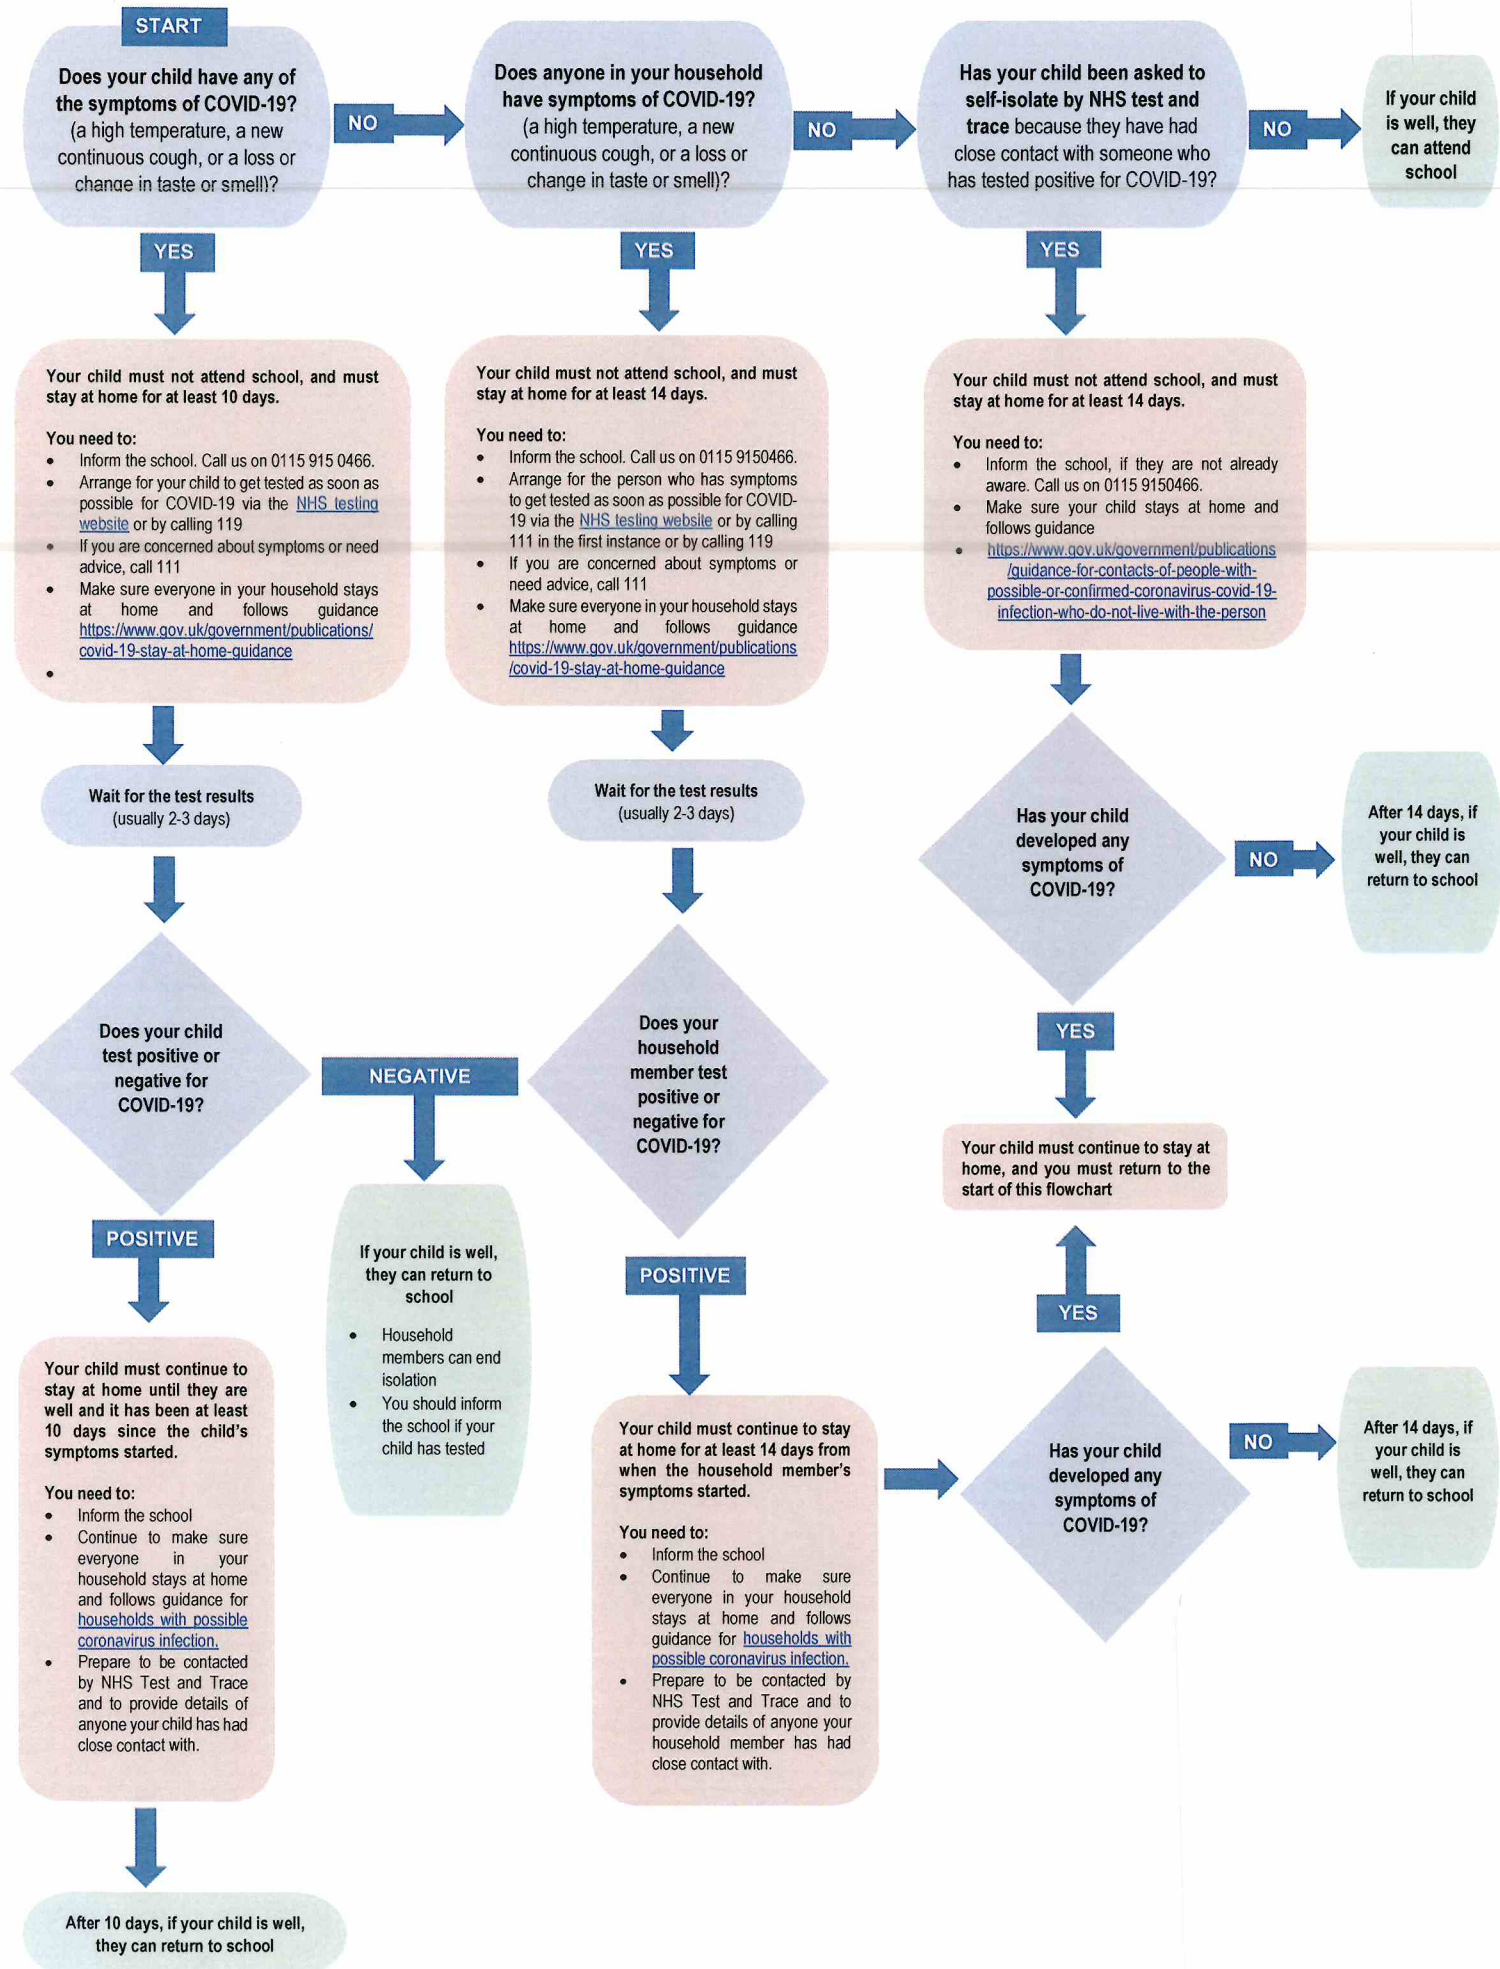 START
Does your child have any of
the symptoms of COVID-19?
(a high temperature, a new
continuous cough, or a loss or
change in taste or smell)?
NO
Does anyone in your household
have symptoms of COVID-19?
(a high temperature, a new
continuous cough, or a loss or
change in taste or smell)?
NO
Has your child been asked to
self-isolate by NHS test and
trace because they have had
close contact with someone who
has tested positive for COVID-19?
NO
If your child
is well, they
can attend
school
YES
YES
YES
Your child must not attend school, and must
stay at home for at least 10 days.
You need to:
• Inform the school. Call us on 0115 915 0466.
• Arrange for your child to get tested as soon as
possible for COVID-19 via the NHS testing
website or by calling 119
• If you are concerned about symptoms or need
advice, call 111
• Make sure everyone in your household stays
at home and follows guidance
https://www.gov.uk/government/publications/
covid-19-stay-at-home-guidance
•
Your child must not attend school, and must
stay at home for at least 14 days.
You need to:
• Inform the school. Call us on 0115 9150466.
• Arrange for the person who has symptoms
to get tested as soon as possible for COVID-
19 via the NHS testing website or by calling
111 in the first instance or by calling 119
• If you are concerned about symptoms or
need advice, call 111
• Make sure everyone in your household stays
at home and follows guidance
https://www.gov.uk/government/publications
/covid-19-stay-at-home-guidance
Your child must not attend school, and must
stay at home for at least 14 days.
You need to:
• Inform the school, if they are not already
aware. Call us on 0115 9150466.
• Make sure your child stays at home and
follows guidance
• https://www.gov.uk/government/publications
/guidance-for-contacts-of-people-with-
possible-or-confirmed-coronavirus-covid-19-
infection-who-do-not-live-with-the-person
Wait for the test results
(usually 2-3 days)
Wait for the test results
(usually 2-3 days)
Has your child
developed any
symptoms of
COVID-19?
NO
After 14 days, if
your child is
well, they can
return to school
Does your child
test positive or
negative for
COVID-19?
NEGATIVE
Does your
household
member test
positive or
negative for
COVID-19?
YES
Your child must continue to stay at
home, and you must return to the
start of this flowchart
POSITIVE
If your child is well,
they can return to
school
• Household
members can end
isolation
• You should inform
the school if your
child has tested
POSITIVE
YES
Your child must continue to
stay at home until they are
well and it has been at least
10 days since the child's
symptoms started.
You need to:
• Inform the school
• Continue to make sure
everyone in your
household stays at home
and follows guidance for
households with possible
coronavirus infection.
• Prepare to be contacted
by NHS Test and Trace
and to provide details of
anyone your child has had
close contact with.
Your child must continue to stay
at home for at least 14 days from
when the household member's
symptoms started.
You need to:
• Inform the school
• Continue to make sure
everyone in your household
stays at home and follows
guidance for households with
possible coronavirus infection.
• Prepare to be contacted by
NHS Test and Trace and to
provide details of anyone your
household member has had
close contact with.
Has your child
developed any
symptoms of
COVID-19?
NO
After 14 days, if
your child is
well, they can
return to school
After 10 days, if your child is well,
they can return to school